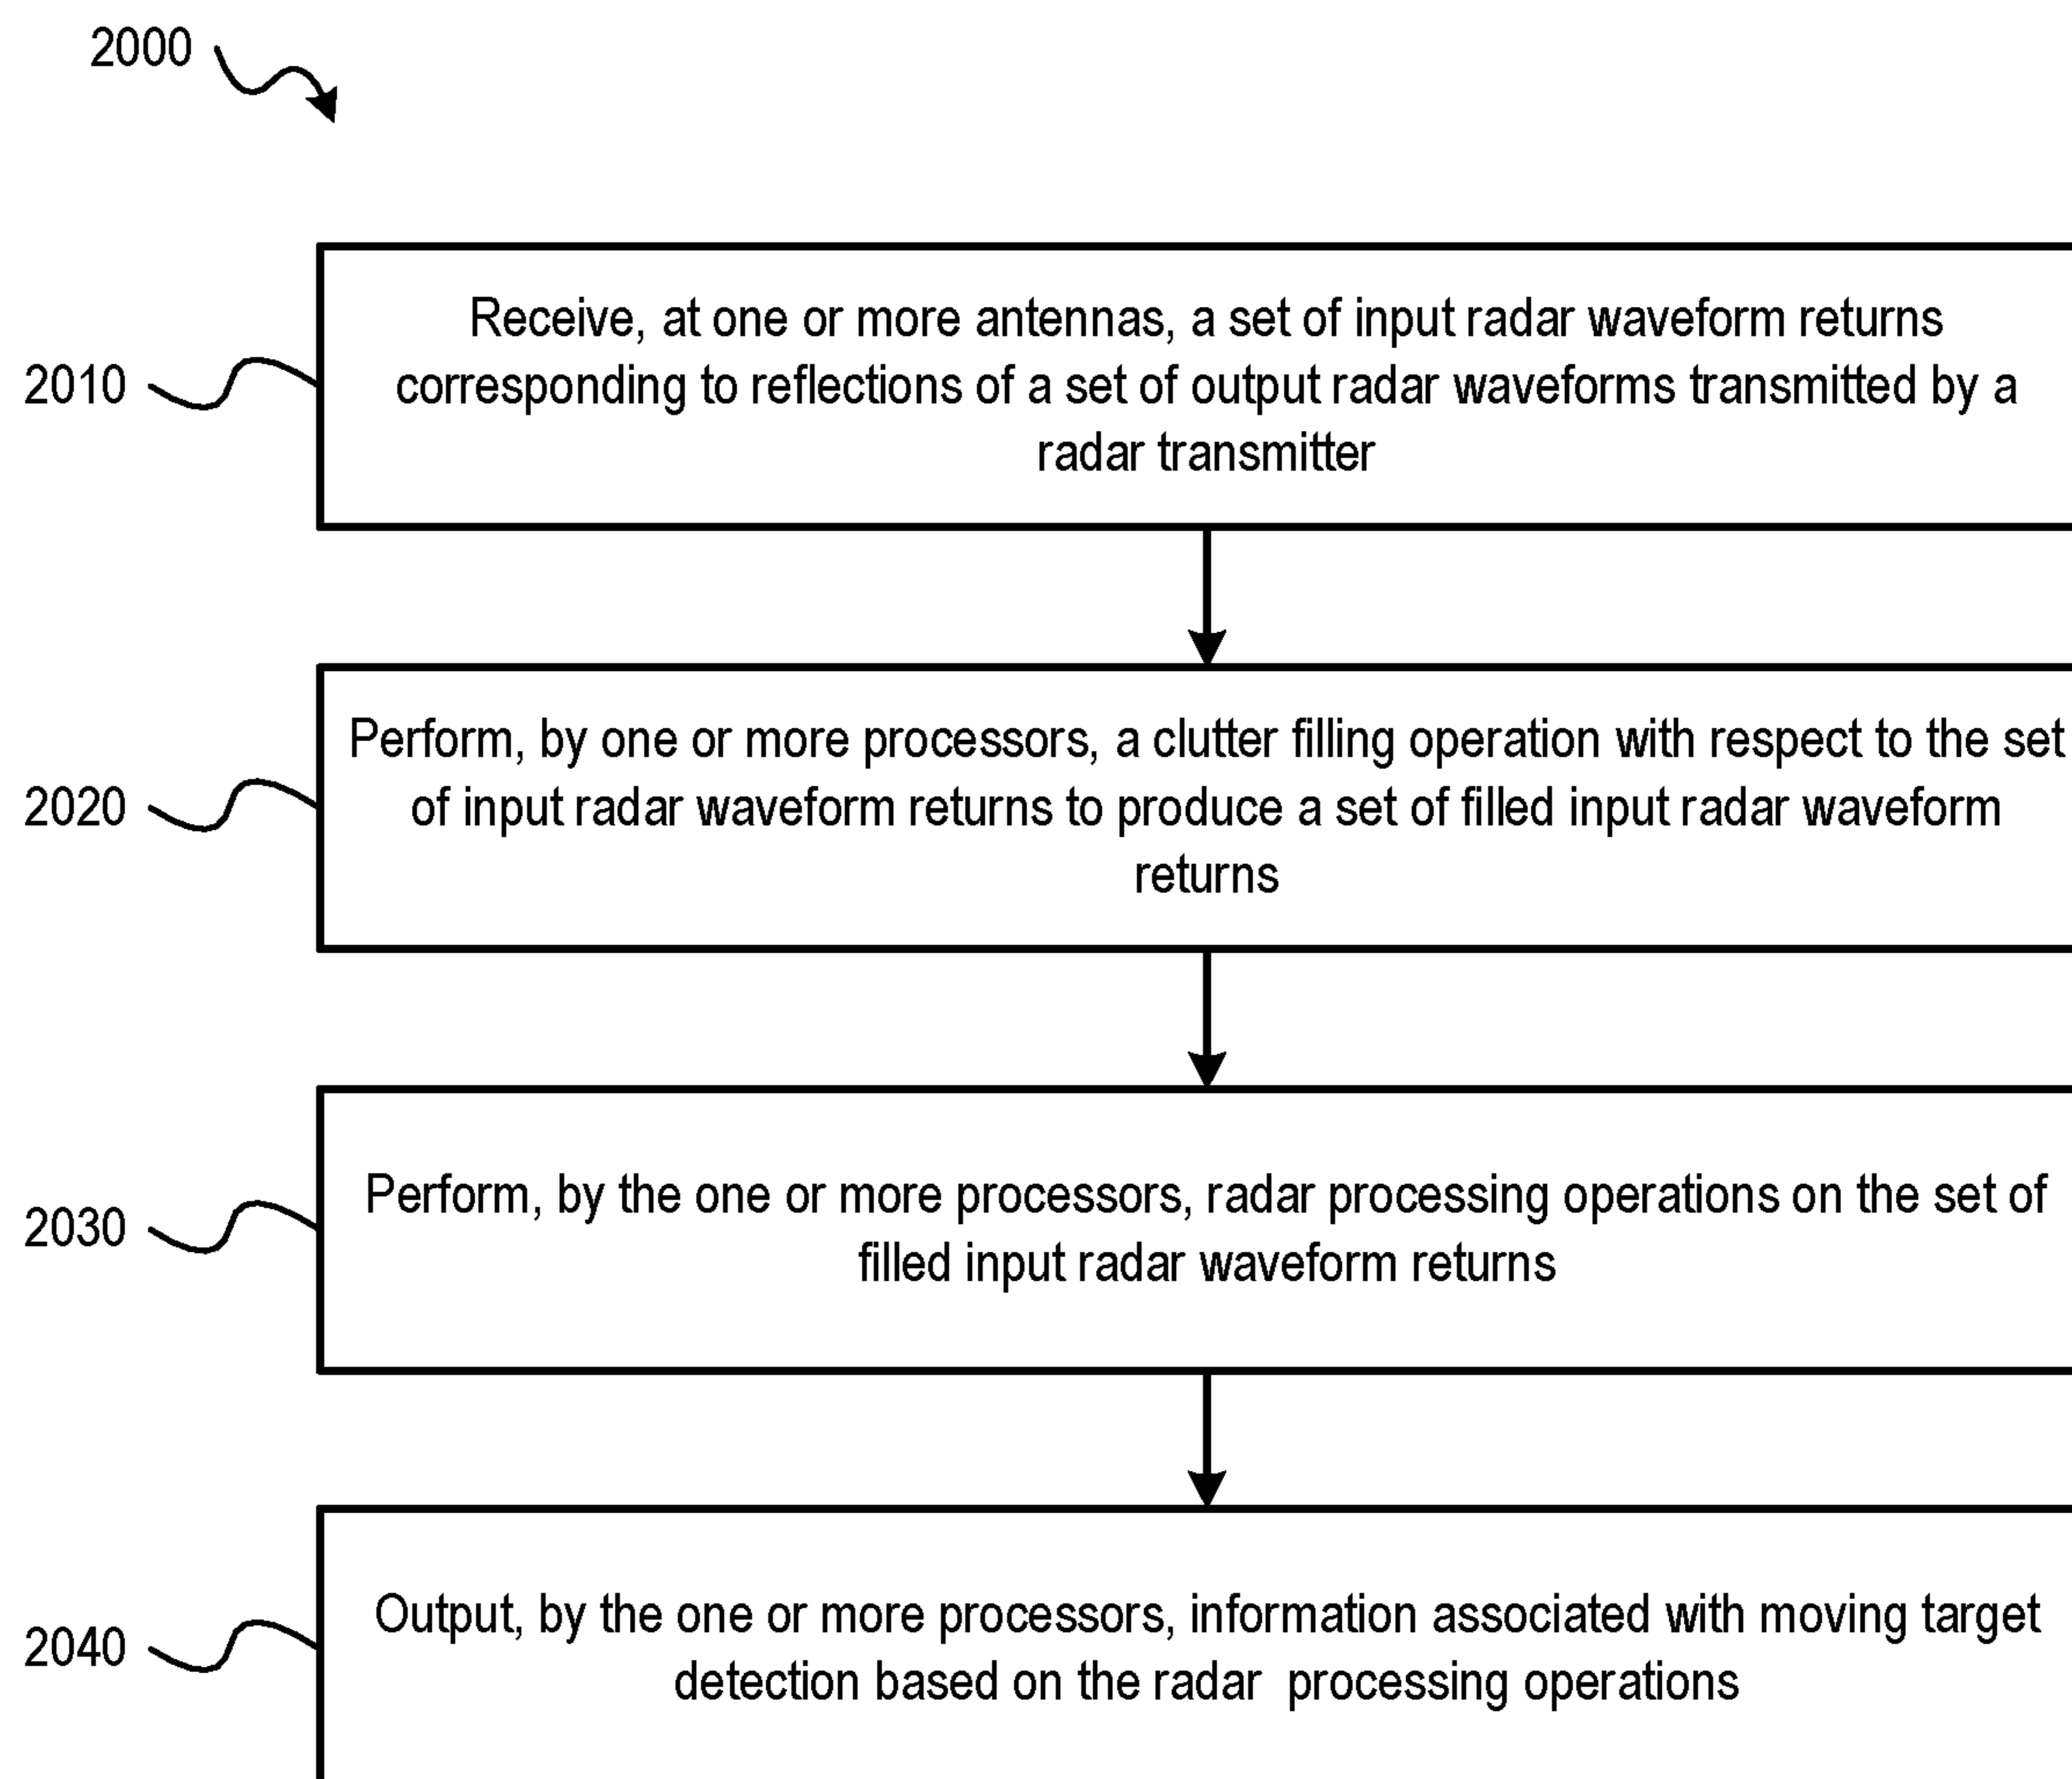 2000
Receive, at one or more antennas, a set of input radar waveform returns
corresponding to reflections of a set of output radar waveforms transmitted by a
radar transmitter
2010
Perform, by one or more processors, a clutter filling operation with respect to the set
of input radar waveform returns to produce a set of filled input radar waveform
returns
2020
Perform, by the one or more processors, radar processing operations on the set of
filled input radar waveform returns
2030
Output, by the one or more processors, information associated with moving target
detection based on the radar processing operations
2040